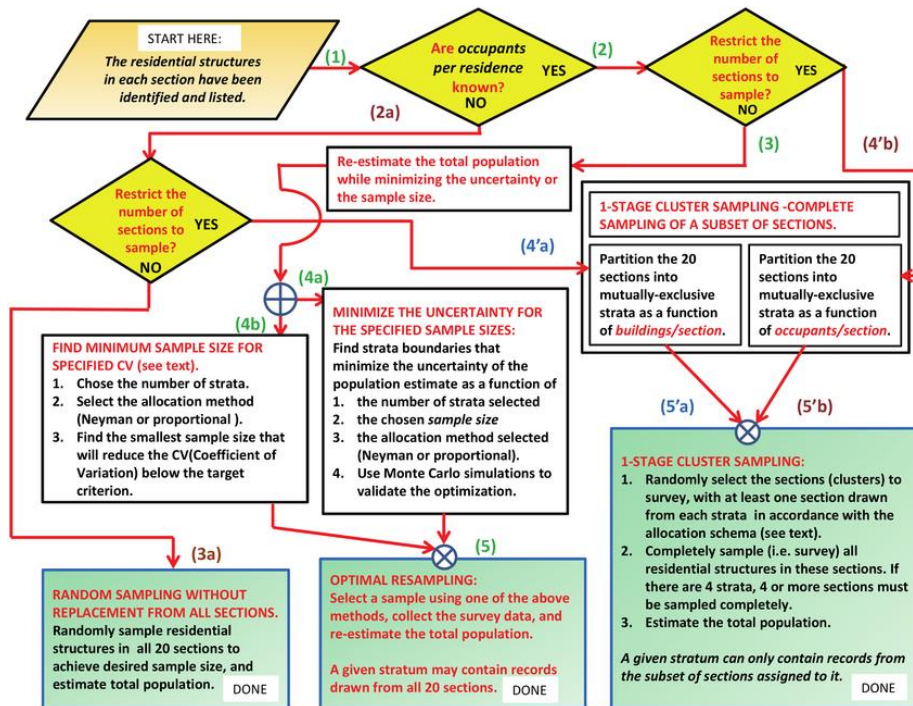 START HERE:
The residential structures
in each section have been
identified and listed.
(1)
Are occupants
per residence
known?
YES
NO
(2)
Restrict the
number of
sections to
sample?
YES
NO
(2a)
(3)
(4'b)
Re-estimate the total population
while minimizing the uncertainty or
the sample size.
Restrict the
number of
sections to
sample?
YES
NO
(4'a)
1-STAGE CLUSTER SAMPLING -COMPLETE
SAMPLING OF A SUBSET OF SECTIONS.
Partition the 20
sections into
mutually-exclusive
strata as a function
of buildings/section.
Partition the 20
sections into
mutually-exclusive
strata as a function
of occupants/section.
(4a)
(4b)
FIND MINIMUM SAMPLE SIZE FOR
SPECIFIED CV (see text).
1. Chose the number of strata.
2. Select the allocation method
(Neyman or proportional ).
3. Find the smallest sample size that
will reduce the CV(Coefficient of
Variation) below the target
criterion.
MINIMIZE THE UNCERTAINTY FOR
THE SPECIFIED SAMPLE SIZES:
Find strata boundaries that
minimize the uncertainty of the
population estimate as a function of
1. the number of strata selected
2. the chosen sample size
3. the allocation method selected
(Neyman or proportional).
4. Use Monte Carlo simulations to
validate the optimization.
(5'a)
(5'b)
(3a)
RANDOM SAMPLING WITHOUT
REPLACEMENT FROM ALL SECTIONS.
Randomly sample residential
structures in all 20 sections to
achieve desired sample size, and
estimate total population.
DONE
(5)
OPTIMAL RESAMPLING:
Select a sample using one of the above
methods, collect the survey data, and
re-estimate the total population.
A given stratum may contain records
drawn from all 20 sections.
DONE
1-STAGE CLUSTER SAMPLING:
1. Randomly select the sections (clusters) to
survey, with at least one section drawn
from each strata in accordance with the
allocation schema (see text).
2. Completely sample (i.e. survey) all
residential structures in these sections. If
there are 4 strata, 4 or more sections must
be sampled completely.
3. Estimate the total population.
A given stratum can only contain records from
the subset of sections assigned to it.
DONE